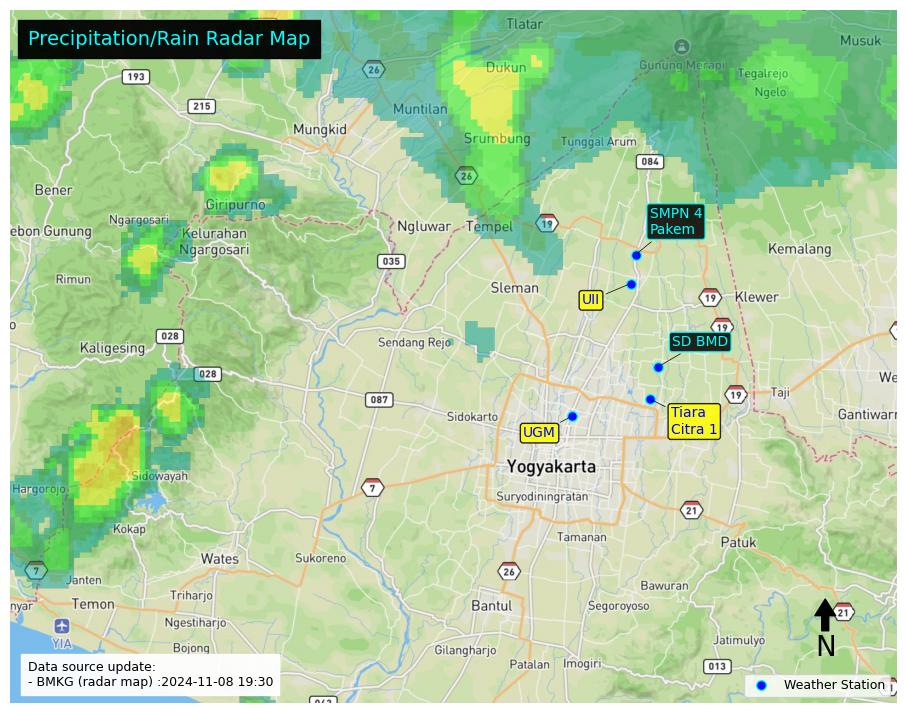 Precipitation/Rain Radar Map
Tlatar
Musuk
193
26
Dukun
Gunung Merapi
Tegalrejo
Ngelo
215
Muntilan
Mungkid
Srumbung
Tunggal Arum
084
26
Bener
Giripurno
SMPN 4
Pakem
Ngargosari
ebon Gunung
Kelurahan
Ngargosari
Ngluwar
Tempel
19
Kemalang
035
Rimun
Sleman
UII
19
Klewer
19
028
Sendang Rejo
SD BMD
Kaligesing
028
We
087
19
Taji
Sidokarto
UGM
Tiara
Citra 1
Gantiwarn
Yogyakarta
Hargorojo
Sidowayah
7
Suryodiningratan
21
Kokap
Tamanan
Patuk
Wates
Sukoreno
7
26
Janten
Bawuran
nyar
Temon
Triharjo
Bantul
Segoroyoso
21
Ngestiharjo
YIA
Jatimulyo
N
Bojong
Gilangharjo
Patalan
Imogiri
013
Data source update:
- BMKG (radar map) :2024-11-08 19:30
Weather Station